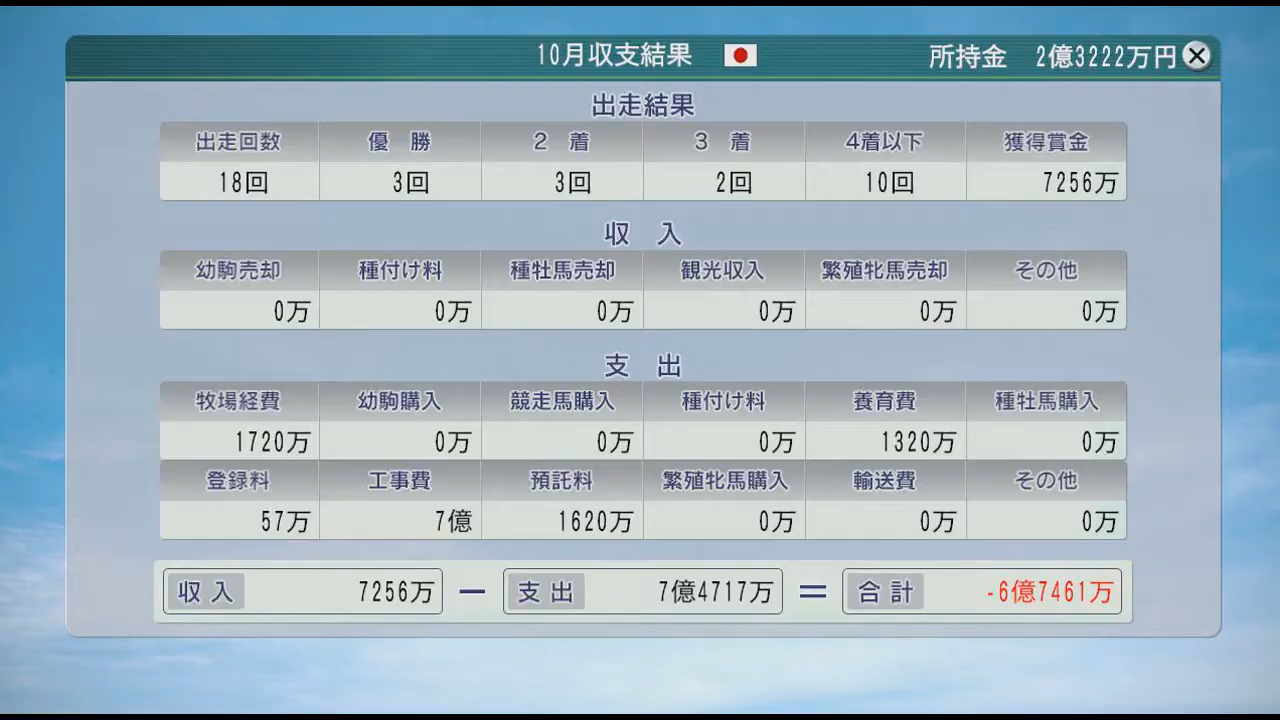 10月収支結果 所持金 2億3222万円
出走結果
出走回数 優 勝 2 着 3 着 4着以下 獲得賞金
18回 3回 3回 2回 10回 7256万
収 入
幼駒売却 種付け料 種牡馬売却 観光収入 繁殖牝馬売却 その他
0万 0万 0万 0万 0万 0万
支 出
牧場経費 幼駒購入 競走馬購入 種付け料 養育費 種牡馬購入
1720万 0万 0万 0万 1320万 0万
登録料 工事費 預託料 繁殖牝馬購入 輸送費 その他
57万 7億 1620万 0万 0万 0万
収 入 7256万 － 支 出 7億4717万 ＝ 合 計 -6億7461万